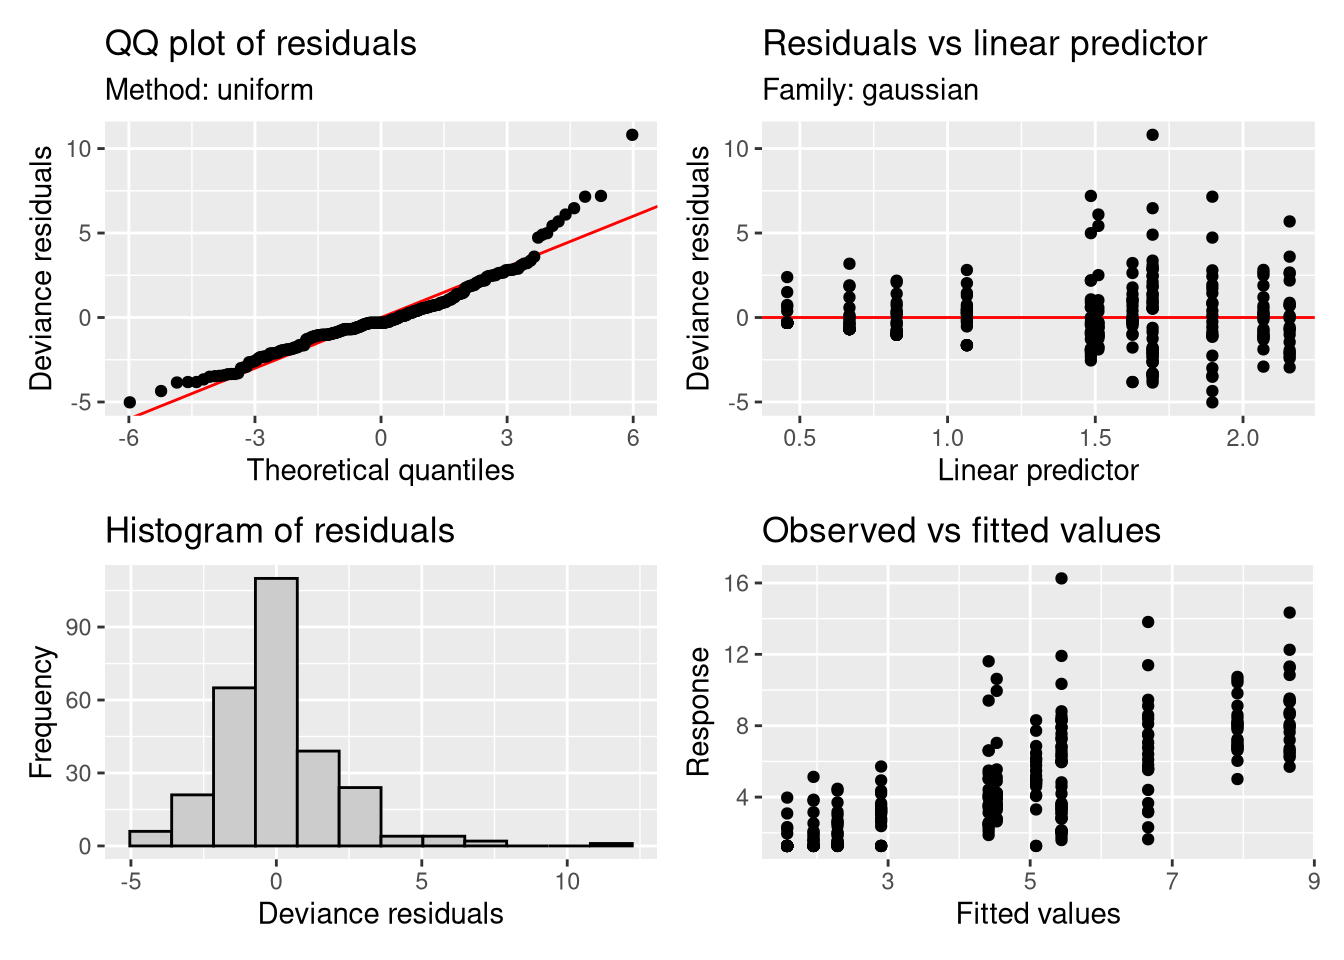 QQ plot of residuals
Method: uniform
Deviance residuals
10
5
0
-5
-6 -3 0 3 6
Theoretical quantiles
Residuals vs linear predictor
Family: gaussian
Deviance residuals
10
5
0
-5
0.5 1.0 1.5 2.0
Linear predictor
Histogram of residuals
Frequency
90
60
30
0
-5 0 5 10
Deviance residuals
Observed vs fitted values
Response
16
12
8
4
3 5 7 9
Fitted values